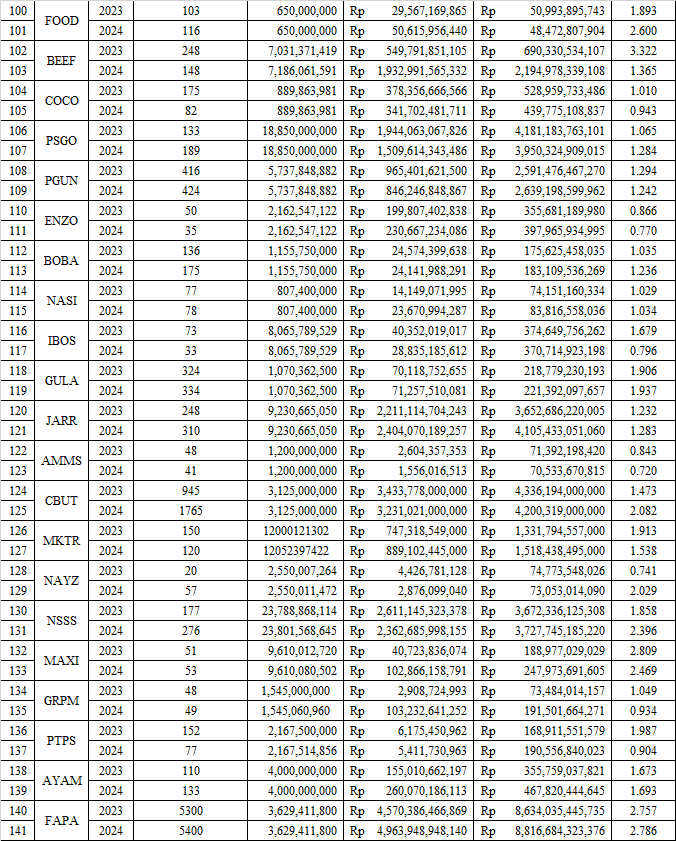 100 FOOD 2023 103 650,000,000 Rp 29,567,169,865 Rp 50,993,895,743 1.893
101 2024 116 650,000,000 Rp 50,615,956,440 Rp 48,472,807,904 2.600
102 BEEF 2023 248 7,031,371,419 Rp 549,791,851,105 Rp 690,330,534,107 3.322
103 2024 148 7,186,061,591 Rp 1,932,991,565,332 Rp 2,194,978,339,108 1.365
104 COCO 2023 175 889,863,981 Rp 378,356,666,566 Rp 528,959,733,486 1.010
105 2024 82 889,863,981 Rp 341,702,481,711 Rp 439,775,108,837 0.943
106 PSGO 2023 133 18,850,000,000 Rp 1,944,063,067,826 Rp 4,181,183,763,101 1.065
107 2024 189 18,850,000,000 Rp 1,509,614,343,486 Rp 3,950,324,909,015 1.284
108 PGUN 2023 416 5,737,848,882 Rp 965,401,621,500 Rp 2,591,476,467,270 1.294
109 2024 424 5,737,848,882 Rp 846,246,848,867 Rp 2,639,198,599,962 1.242
110 ENZO 2023 50 2,162,547,122 Rp 199,807,402,838 Rp 355,681,189,980 0.866
111 2024 35 2,162,547,122 Rp 230,667,234,086 Rp 397,965,934,995 0.770
112 BOBA 2023 136 1,155,750,000 Rp 24,574,399,638 Rp 175,625,458,035 1.035
113 2024 175 1,155,750,000 Rp 24,141,988,291 Rp 183,109,536,269 1.236
114 NASI 2023 77 807,400,000 Rp 14,149,071,995 Rp 74,151,160,334 1.029
115 2024 78 807,400,000 Rp 23,670,994,287 Rp 83,816,558,036 1.034
116 IBOS 2023 73 8,065,789,529 Rp 40,352,019,017 Rp 374,649,756,262 1.679
117 2024 33 8,065,789,529 Rp 28,835,185,612 Rp 370,714,923,198 0.796
118 GULA 2023 324 1,070,362,500 Rp 70,118,752,655 Rp 218,779,230,193 1.906
119 2024 334 1,070,362,500 Rp 71,257,510,081 Rp 221,392,097,657 1.937
120 JARR 2023 248 9,230,665,050 Rp 2,211,114,704,243 Rp 3,652,686,220,005 1.232
121 2024 310 9,230,665,050 Rp 2,404,070,189,257 Rp 4,105,433,051,060 1.283
122 AMMS 2023 48 1,200,000,000 Rp 2,604,357,353 Rp 71,392,198,420 0.843
123 2024 41 1,200,000,000 Rp 1,556,016,513 Rp 70,533,670,815 0.720
124 CBUT 2023 945 3,125,000,000 Rp 3,433,778,000,000 Rp 4,336,194,000,000 1.473
125 2024 1765 3,125,000,000 Rp 3,231,021,000,000 Rp 4,200,319,000,000 2.082
126 MKTR 2023 150 12000121302 Rp 747,318,549,000 Rp 1,331,794,557,000 1.913
127 2024 120 12052397422 Rp 889,102,445,000 Rp 1,518,438,495,000 1.538
128 NAYZ 2023 20 2,550,007,264 Rp 4,426,781,128 Rp 74,773,548,026 0.741
129 2024 57 2,550,011,472 Rp 2,876,099,040 Rp 73,053,014,090 2.029
130 NSSS 2023 177 23,788,868,114 Rp 2,611,145,323,378 Rp 3,672,336,125,308 1.858
131 2024 276 23,801,568,645 Rp 2,362,685,998,155 Rp 3,727,745,185,220 2.396
132 MAXI 2023 51 9,610,012,720 Rp 40,723,836,074 Rp 188,977,029,029 2.809
133 2024 53 9,610,080,502 Rp 102,866,158,791 Rp 247,973,691,605 2.469
134 GRPM 2023 48 1,545,000,000 Rp 2,908,724,993 Rp 73,484,014,157 1.049
135 2024 49 1,545,060,960 Rp 103,232,641,252 Rp 191,501,664,271 0.934
136 PTPS 2023 152 2,167,500,000 Rp 6,175,450,962 Rp 168,911,551,579 1.987
137 2024 77 2,167,514,856 Rp 5,411,730,963 Rp 190,556,840,023 0.904
138 AYAM 2023 110 4,000,000,000 Rp 155,010,662,197 Rp 355,759,037,821 1.673
139 2024 133 4,000,000,000 Rp 260,070,186,113 Rp 467,820,444,645 1.693
140 FAPA 2023 5300 3,629,411,800 Rp 4,570,386,466,869 Rp 8,634,035,445,735 2.757
141 2024 5400 3,629,411,800 Rp 4,963,948,948,140 Rp 8,816,684,323,376 2.786